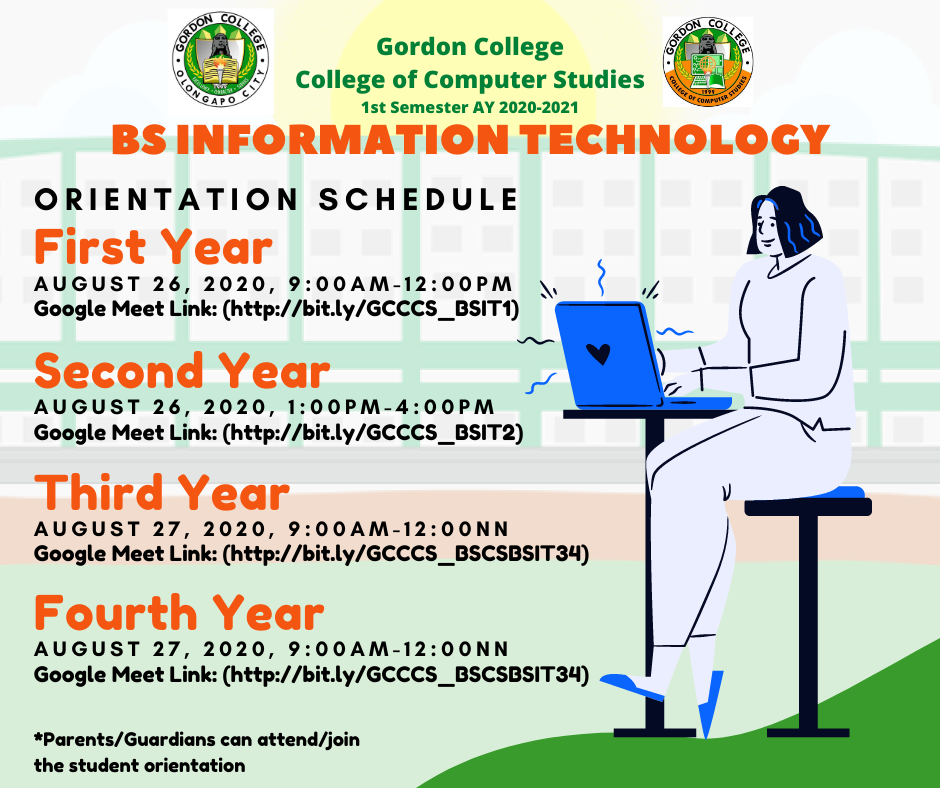 GORDON COLLEGE
OLONGAPO CITY
GORDON COLLEGE
1999
COLLEGE OF COMPUTER STUDIES
Gordon College
College of Computer Studies
1st Semester AY 2020-2021
BS INFORMATION TECHNOLOGY
ORIENTATION SCHEDULE
First Year
AUGUST 26, 2020, 9:00AM-12:00PM
Google Meet Link: (http://bit.ly/GCCCS_BSIT1)
Second Year
AUGUST 26, 2020, 1:00PM-4:00PM
Google Meet Link: (http://bit.ly/GCCCS_BSIT2)
Third Year
AUGUST 27, 2020, 9:00AM-12:00NN
Google Meet Link: (http://bit.ly/GCCCS_BSCSBSIT34)
Fourth Year
AUGUST 27, 2020, 9:00AM-12:00NN
Google Meet Link: (http://bit.ly/GCCCS_BSCSBSIT34)
*Parents/Guardians can attend/join
the student orientation